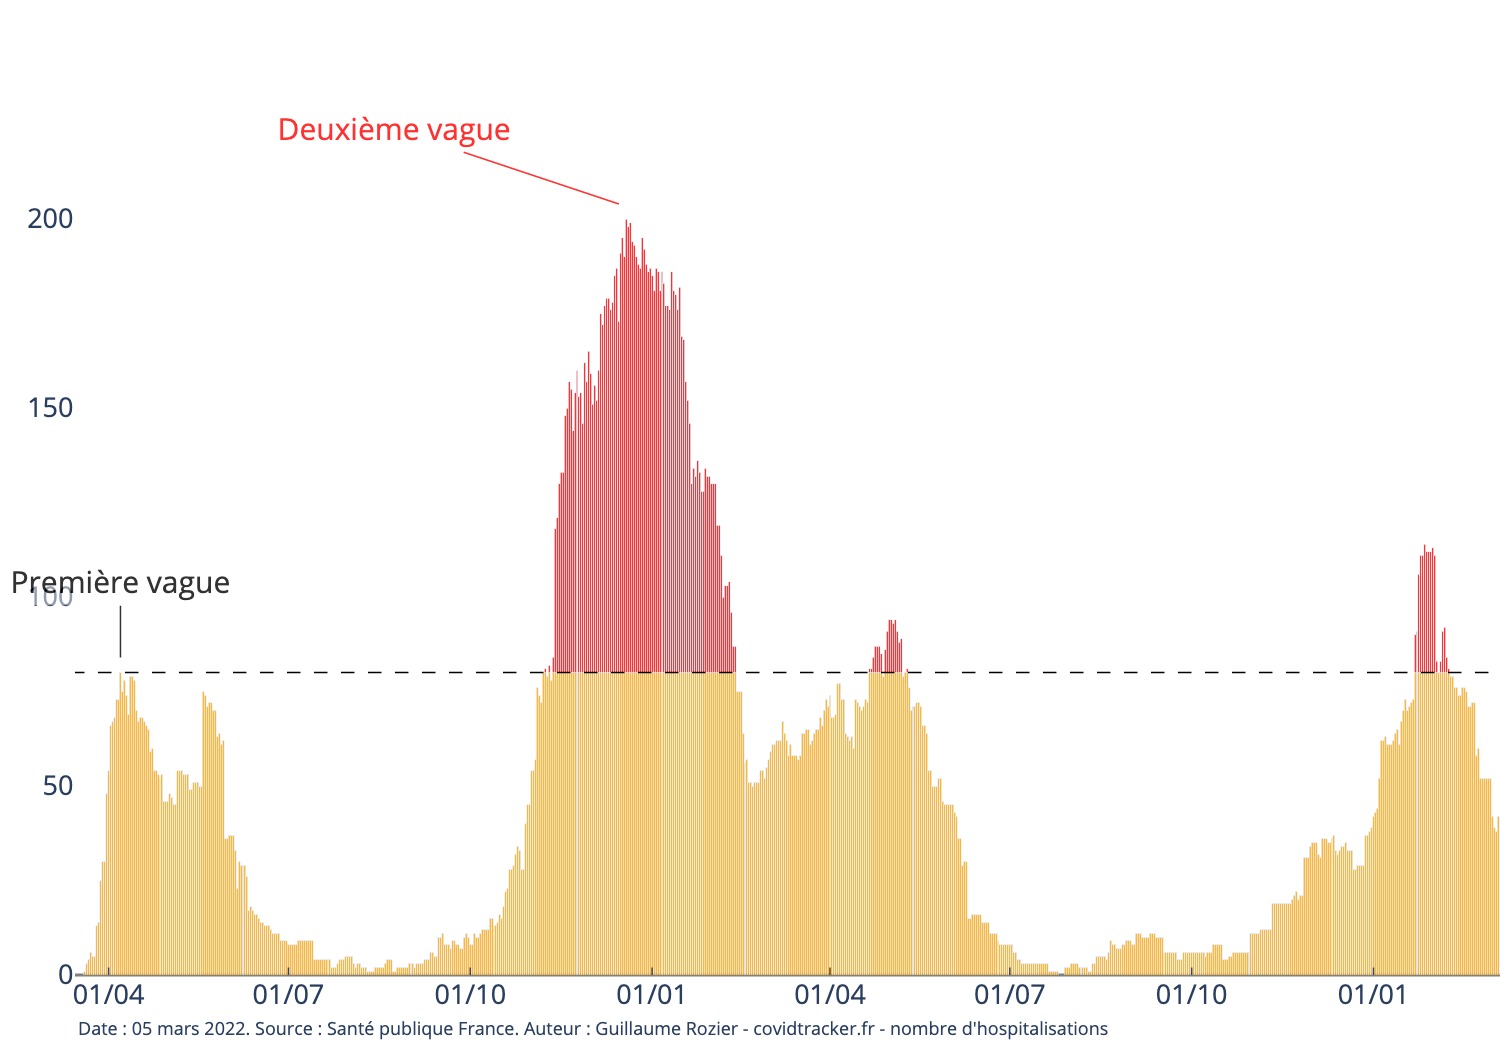 Deuxième vague
200
150
Première vague
100
50
0
01/04 01/07 01/10 01/01 01/04 01/07 01/10 01/01
Date : 05 mars 2022. Source : Santé publique France. Auteur : Guillaume Rozier - covidtracker.fr - nombre d'hospitalisations